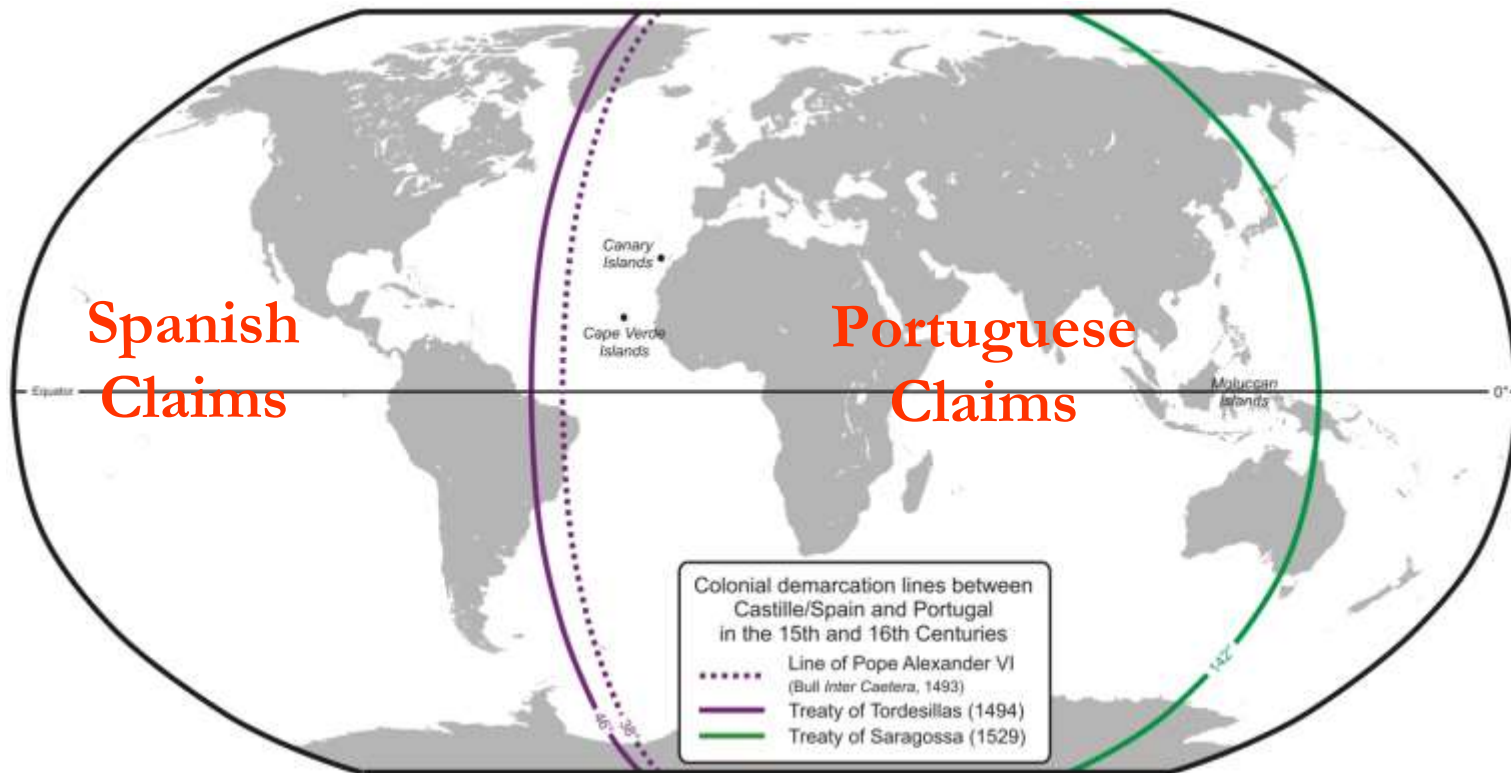 Canary
Islands
Cape Verde
Islands
Spanish
Claims
Portuguese
Claims
Equator
Moluccan
Islands
0°
Colonial demarcation lines between
Castille/Spain and Portugal
in the 15th and 16th Centuries
Line of Pope Alexander VI
(Bull Inter Caetera, 1493)
Treaty of Tordesillas (1494)
Treaty of Saragossa (1529)
46°
38°
142°